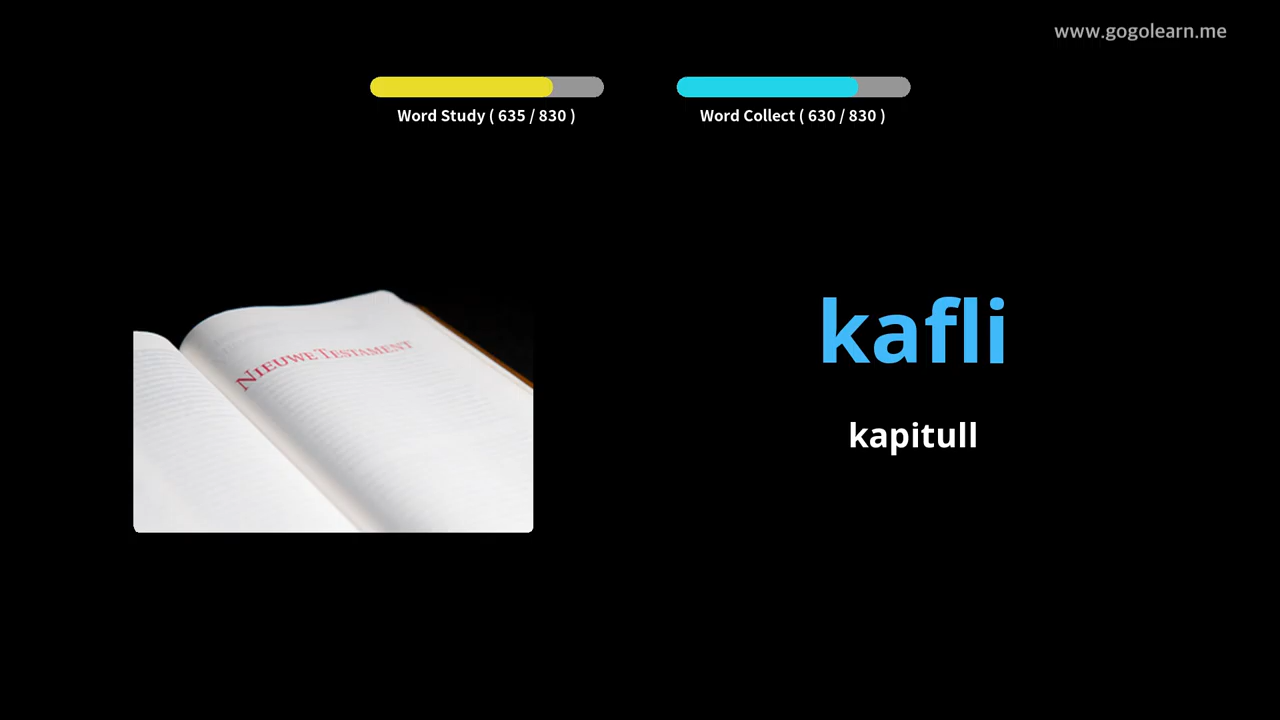 www.gogolearn.me
Word Study ( 635 / 830 )
Word Collect ( 630 / 830 )
NIEUWE TESTAMENT
kafli
kapitull